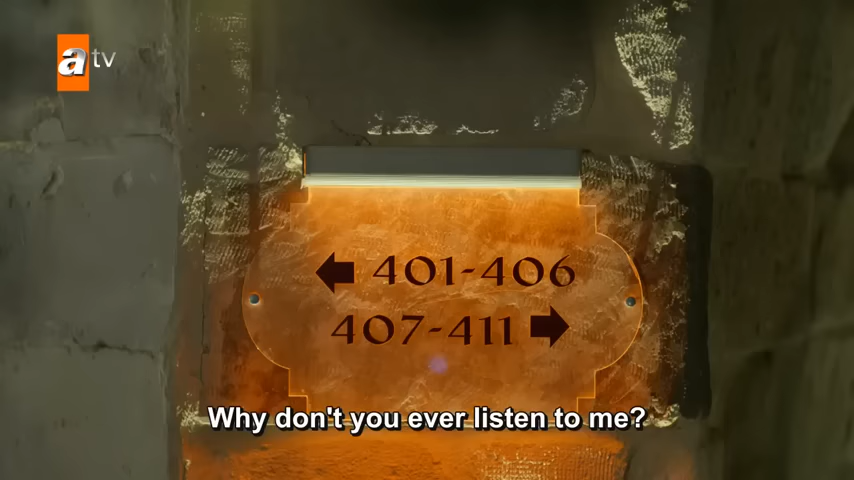 atv
← 401-406
407-411 →
Why don't you ever listen to me?